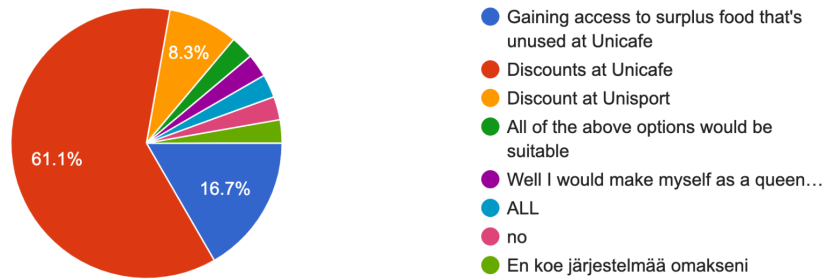 8.3%
61.1%
16.7%
Gaining access to surplus food that's
unused at Unicafe
Discounts at Unicafe
Discount at Unisport
All of the above options would be
suitable
Well I would make myself as a queen…
ALL
no
En koe järjestelmää omakseni